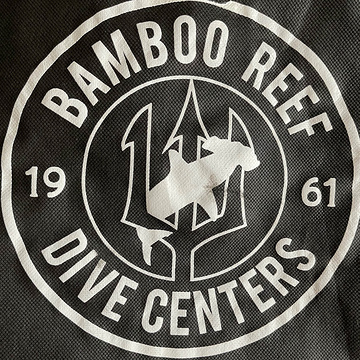 BAMBOO REEF
19 61
DIVE CENTERS